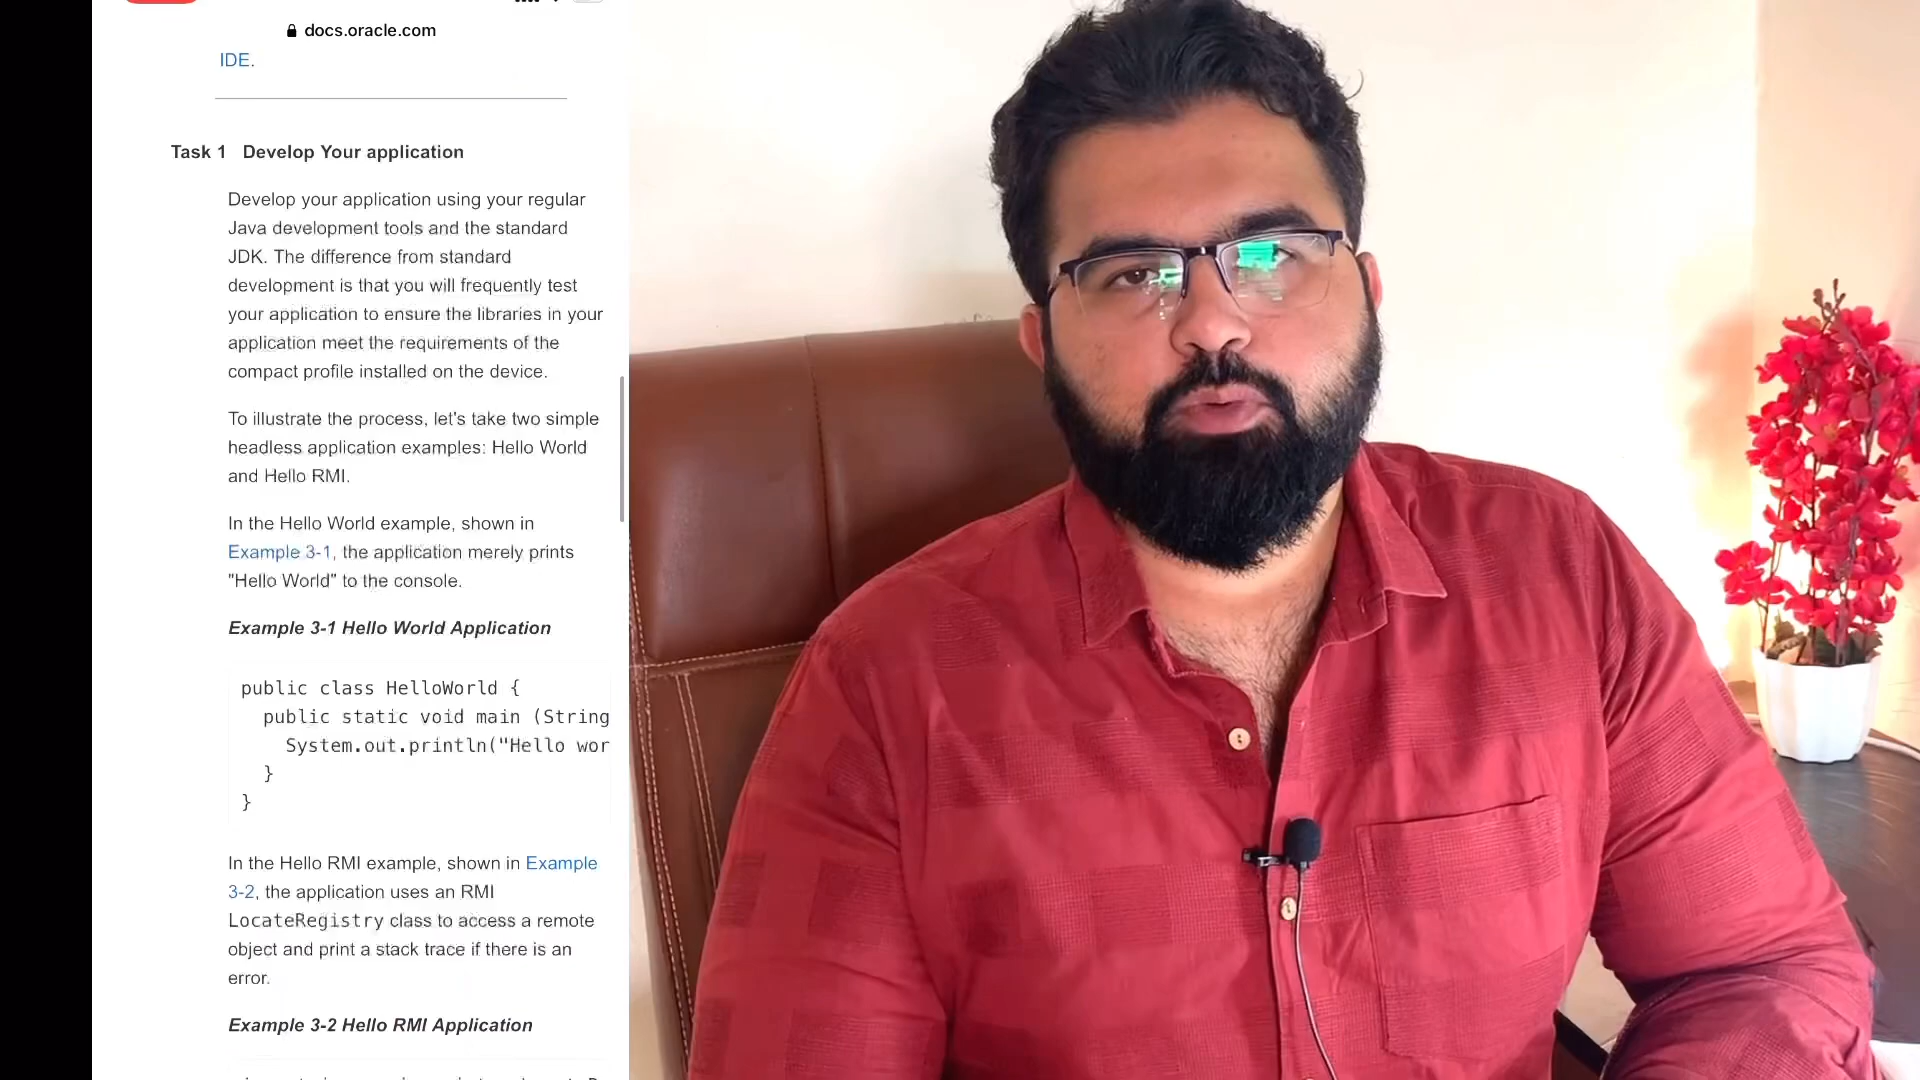 docs.oracle.com
IDE.
Task 1 Develop Your application
Develop your application using your regular
Java development tools and the standard
JDK. The difference from standard
development is that you will frequently test
your application to ensure the libraries in your
application meet the requirements of the
compact profile installed on the device.
To illustrate the process, let's take two simple
headless application examples: Hello World
and Hello RMI.
In the Hello World example, shown in
Example 3-1, the application merely prints
"Hello World" to the console.
Example 3-1 Hello World Application
public class HelloWorld {
public static void main (String
System.out.println("Hello wor
}
}
In the Hello RMI example, shown in Example
3-2, the application uses an RMI
LocateRegistry class to access a remote
object and print a stack trace if there is an
error.
Example 3-2 Hello RMI Application